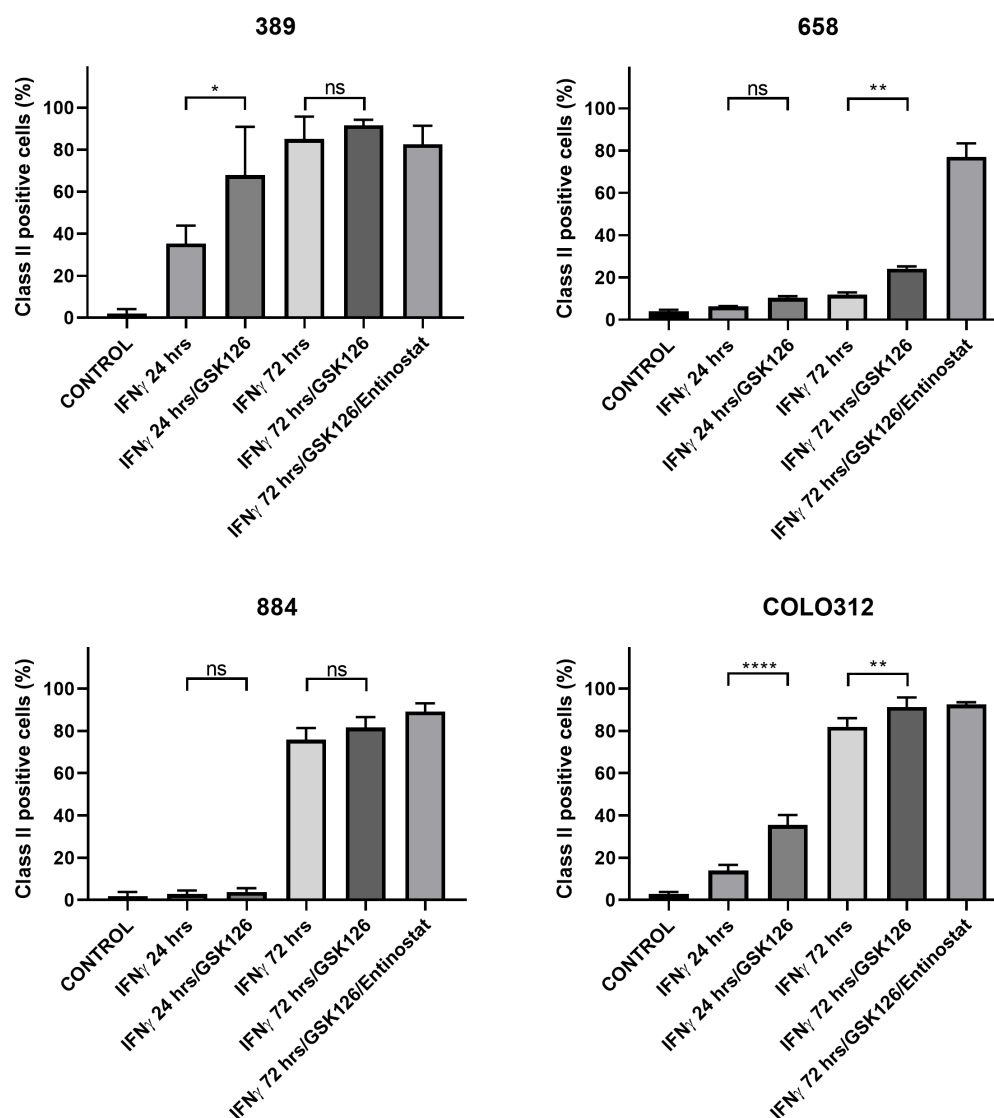 389
Class II positive cells (%)
100
80
60
40
20
0
*
ns
CONTROL
IFNγ 24 hrs
IFNγ 24 hrs/GSK126
IFNγ 72 hrs
IFNγ 72 hrs/GSK126
IFNγ 72 hrs/GSK126/Entinostat
658
Class II positive cells (%)
100
80
60
40
20
0
ns
**
CONTROL
IFNγ 24 hrs
IFNγ 24 hrs/GSK126
IFNγ 72 hrs
IFNγ 72 hrs/GSK126
IFNγ 72 hrs/GSK126/Entinostat
884
Class II positive cells (%)
100
80
60
40
20
0
ns
ns
CONTROL
IFNγ 24 hrs
IFNγ 24 hrs/GSK126
IFNγ 72 hrs
IFNγ 72 hrs/GSK126
IFNγ 72 hrs/GSK126/Entinostat
COLO312
Class II positive cells (%)
100
80
60
40
20
0
****
**
CONTROL
IFNγ 24 hrs
IFNγ 24 hrs/GSK126
IFNγ 72 hrs
IFNγ 72 hrs/GSK126
IFNγ 72 hrs/GSK126/Entinostat